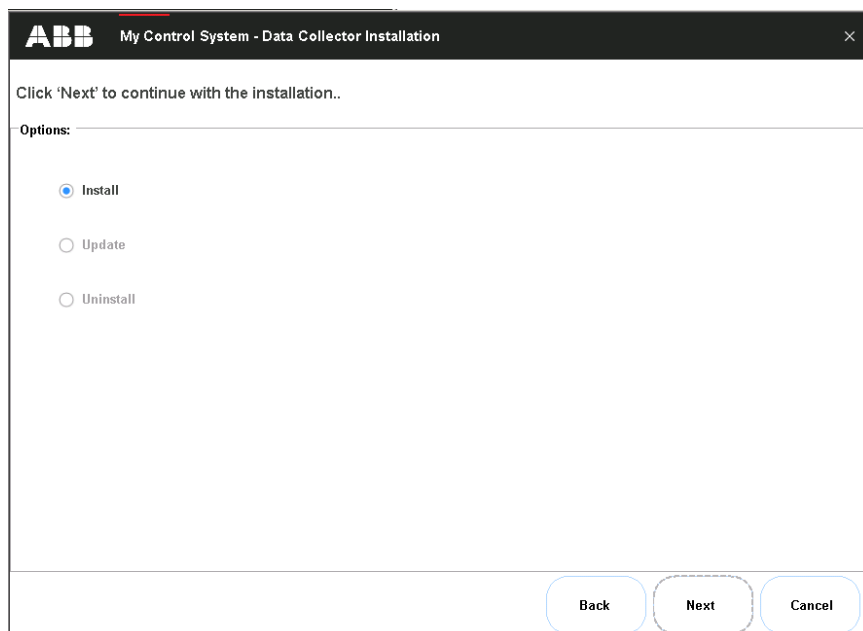 ABB My Control System - Data Collector Installation
Click ‘Next’ to continue with the installation..
Options:
Install
Update
Uninstall
Back Next Cancel